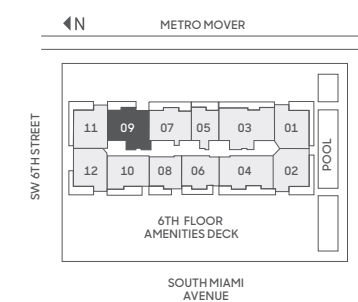 N
METRO MOVER
11 09 07 05 03 01
12 10 08 06 04 02
SW 6TH STREET
POOL
6TH FLOOR
AMENITIES DECK
SOUTH MIAMI
AVENUE